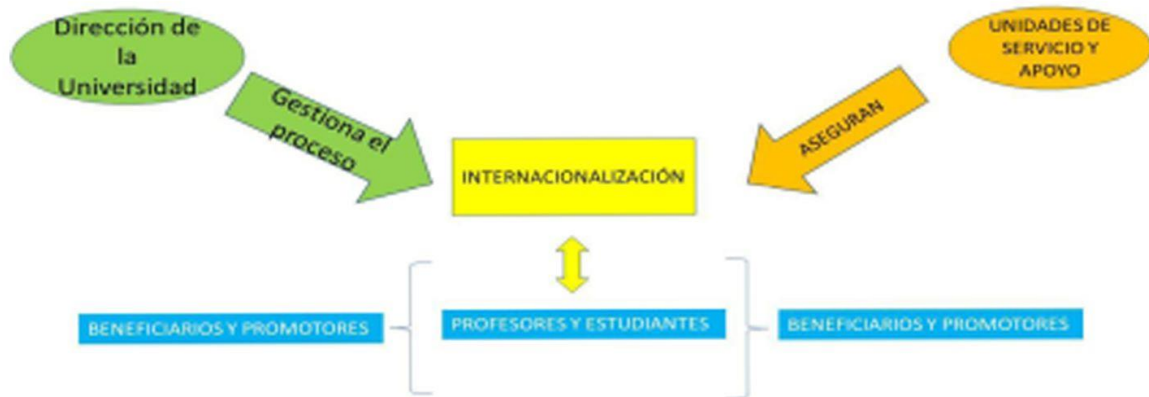 Dirección de
la
Universidad
UNIDADES DE
SERVICIO Y
APOYO
Gestiona el
proceso
ASEGURAN
INTERNACIONALIZACIÓN
BENEFICIARIOS Y PROMOTORES
PROFESORES Y ESTUDIANTES
BENEFICIARIOS Y PROMOTORES